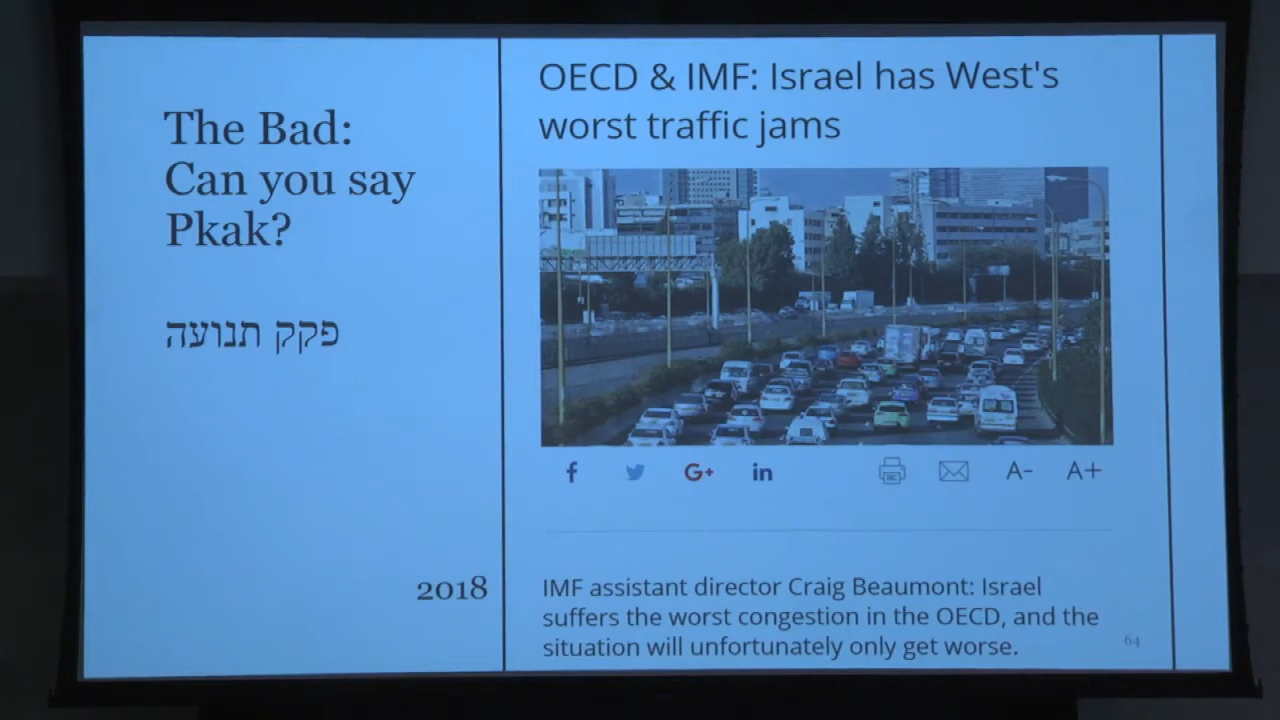 The Bad:
Can you say
Pkak?
פקק תנועה
2018
OECD & IMF: Israel has West's
worst traffic jams
f
G+
in
A-
A+
IMF assistant director Craig Beaumont: Israel
suffers the worst congestion in the OECD, and the
situation will unfortunately only get worse.
64